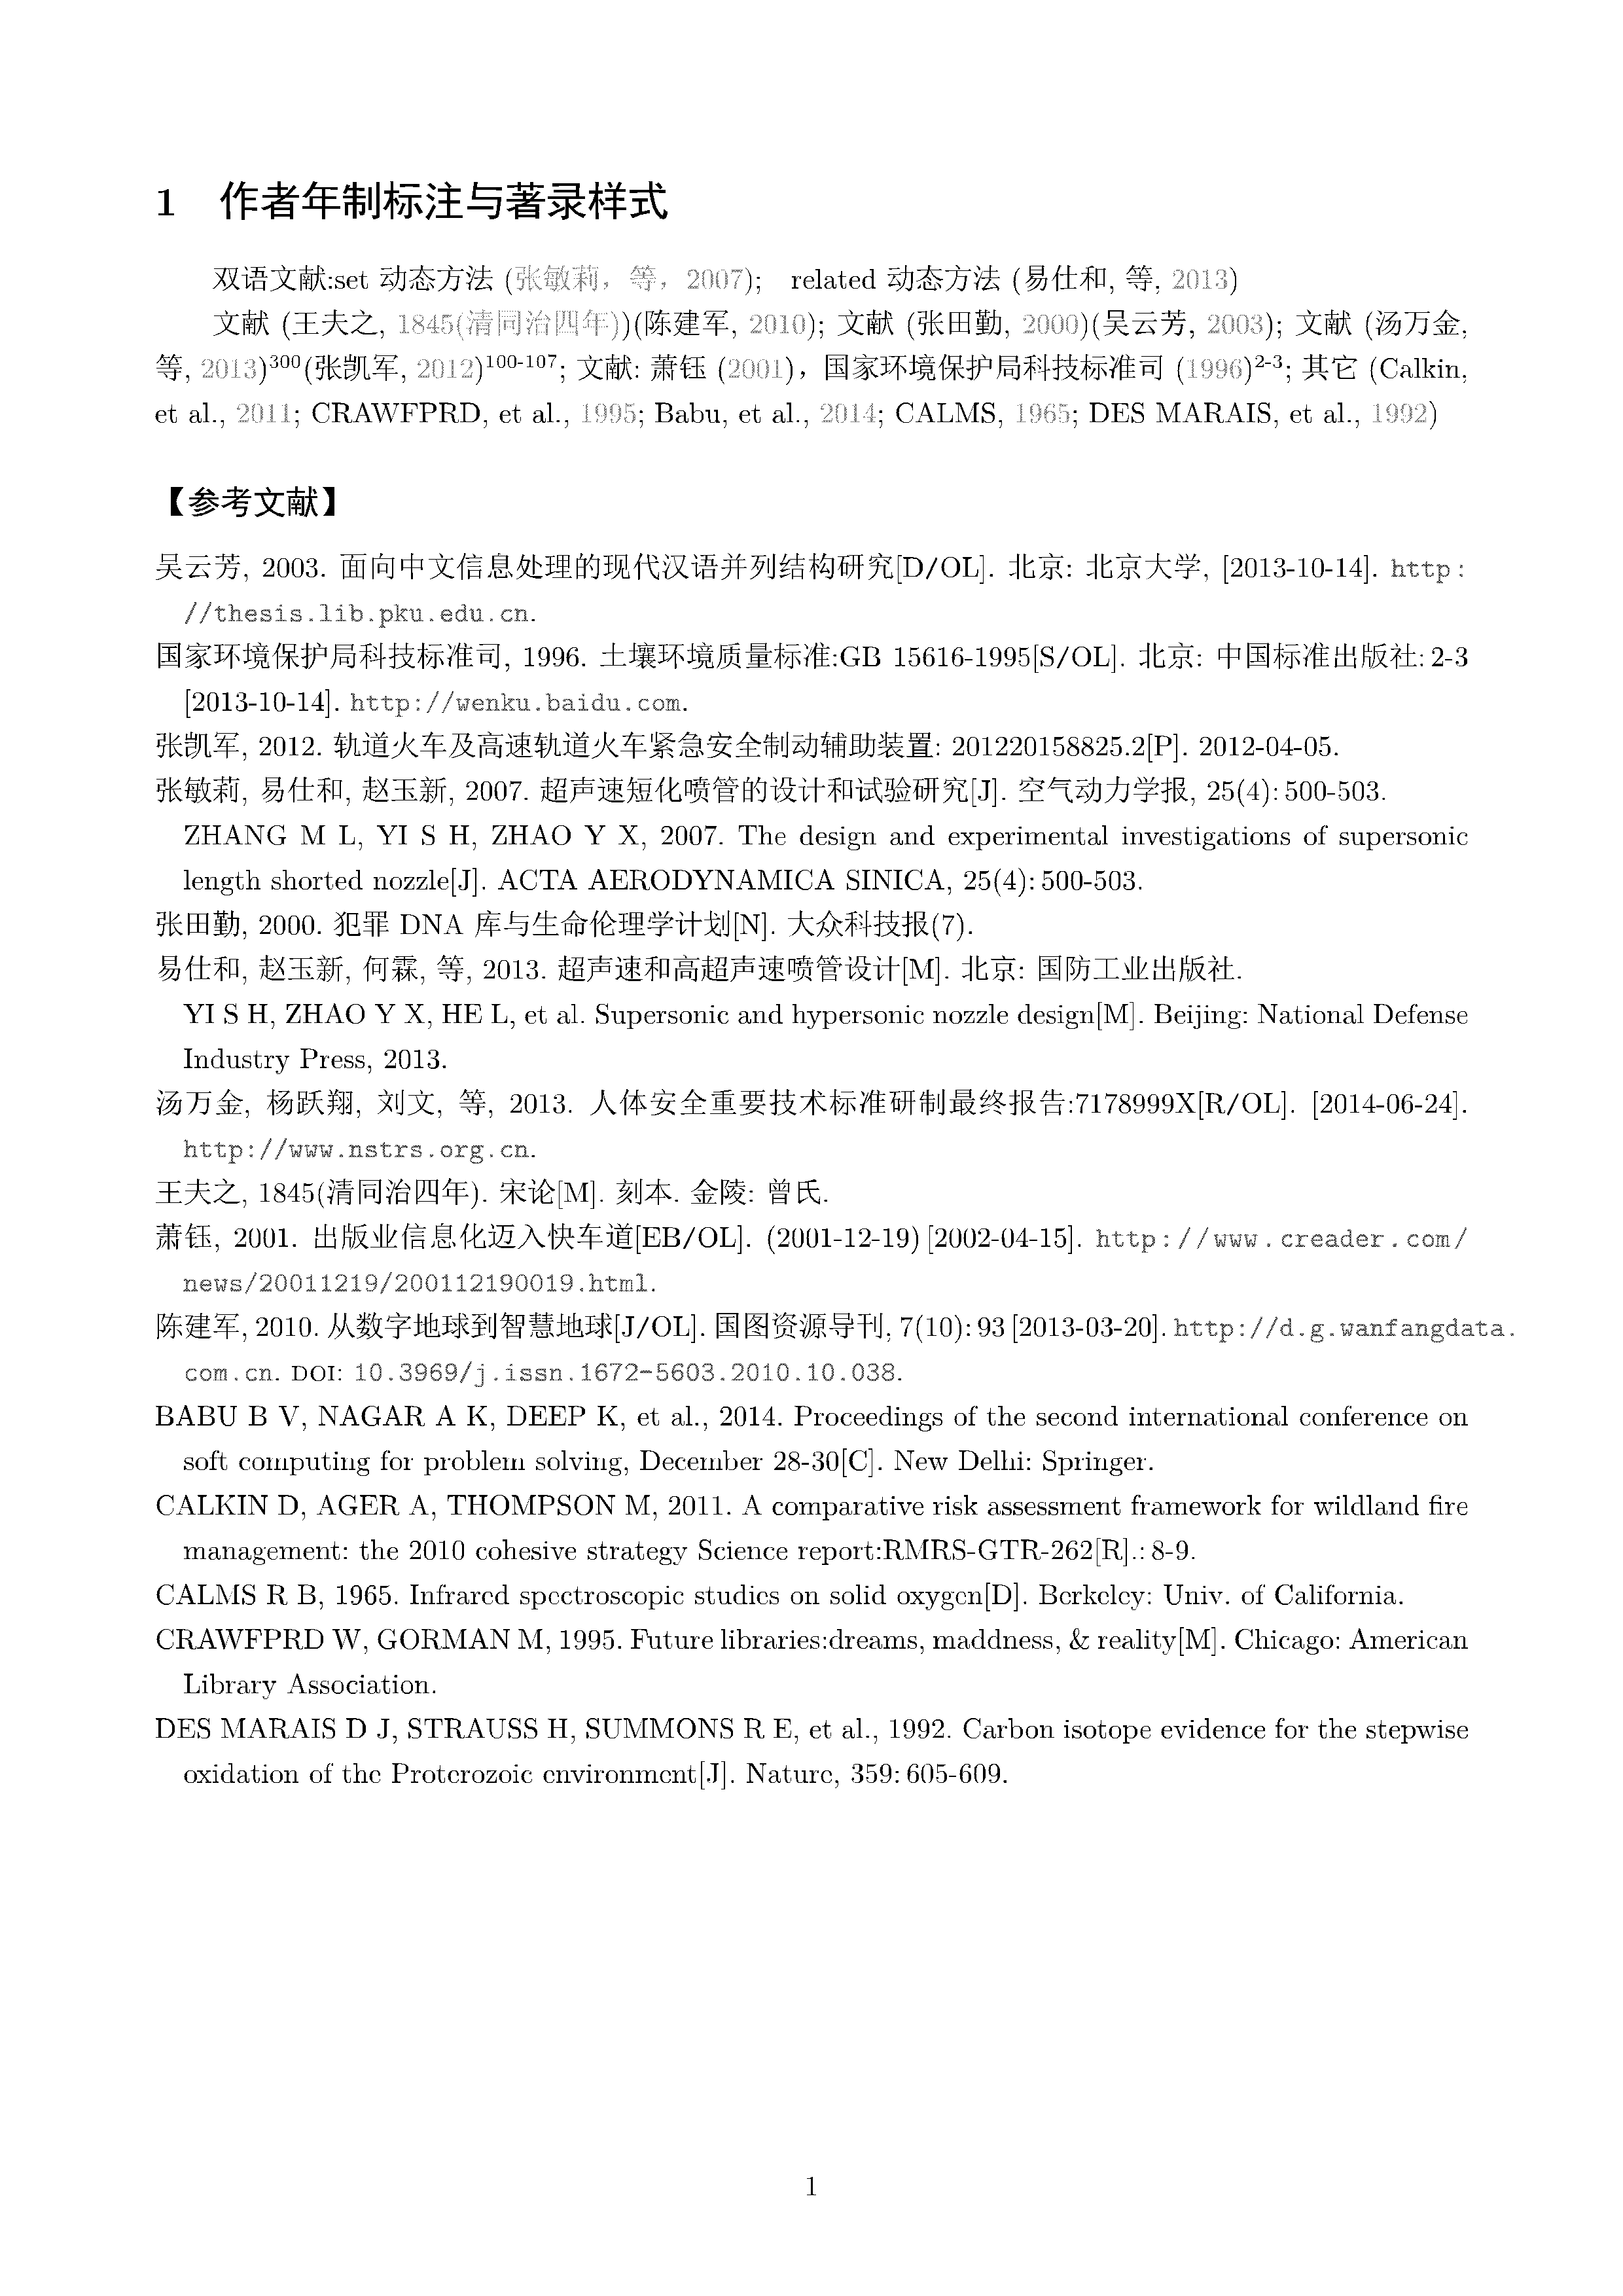 1 作者年制标注与著录样式
双语文献:set 动态方法 (张敏莉，等，2007); related 动态方法 (易仕和, 等, 2013)
文献 (王夫之, 1845(清同治四年))(陈建军, 2010); 文献 (张田勤, 2000)(吴云芳, 2003); 文献 (汤万金,
等, 2013)300(张凯军, 2012)100-107; 文献: 萧钰 (2001)，国家环境保护局科技标准司 (1996)2-3; 其它 (Calkin,
et al., 2011; CRAWFPRD, et al., 1995; Babu, et al., 2014; CALMS, 1965; DES MARAIS, et al., 1992)
【参考文献】
吴云芳, 2003. 面向中文信息处理的现代汉语并列结构研究[D/OL]. 北京: 北京大学, [2013-10-14]. http:
//thesis.lib.pku.edu.cn.
国家环境保护局科技标准司, 1996. 土壤环境质量标准:GB 15616-1995[S/OL]. 北京: 中国标准出版社: 2-3
[2013-10-14]. http://wenku.baidu.com.
张凯军, 2012. 轨道火车及高速轨道火车紧急安全制动辅助装置: 201220158825.2[P]. 2012-04-05.
张敏莉, 易仕和, 赵玉新, 2007. 超声速短化喷管的设计和试验研究[J]. 空气动力学报, 25(4): 500-503.
ZHANG M L, YI S H, ZHAO Y X, 2007. The design and experimental investigations of supersonic
length shorted nozzle[J]. ACTA AERODYNAMICA SINICA, 25(4): 500-503.
张田勤, 2000. 犯罪 DNA 库与生命伦理学计划[N]. 大众科技报(7).
易仕和, 赵玉新, 何霖, 等, 2013. 超声速和高超声速喷管设计[M]. 北京: 国防工业出版社.
YI S H, ZHAO Y X, HE L, et al. Supersonic and hypersonic nozzle design[M]. Beijing: National Defense
Industry Press, 2013.
汤万金, 杨跃翔, 刘文, 等, 2013. 人体安全重要技术标准研制最终报告:7178999X[R/OL]. [2014-06-24].
http://www.nstrs.org.cn.
王夫之, 1845(清同治四年). 宋论[M]. 刻本. 金陵: 曾氏.
萧钰, 2001. 出版业信息化迈入快车道[EB/OL]. (2001-12-19) [2002-04-15]. http://www.creader.com/
news/20011219/200112190019.html.
陈建军, 2010. 从数字地球到智慧地球[J/OL]. 国图资源导刊, 7(10): 93 [2013-03-20]. http://d.g.wanfangdata.
com.cn. DOI: 10.3969/j.issn.1672-5603.2010.10.038.
BABU B V, NAGAR A K, DEEP K, et al., 2014. Proceedings of the second international conference on
soft computing for problem solving, December 28-30[C]. New Delhi: Springer.
CALKIN D, AGER A, THOMPSON M, 2011. A comparative risk assessment framework for wildland fire
management: the 2010 cohesive strategy Science report:RMRS-GTR-262[R].: 8-9.
CALMS R B, 1965. Infrared spectroscopic studies on solid oxygen[D]. Berkeley: Univ. of California.
CRAWFPRD W, GORMAN M, 1995. Future libraries:dreams, maddness, & reality[M]. Chicago: American
Library Association.
DES MARAIS D J, STRAUSS H, SUMMONS R E, et al., 1992. Carbon isotope evidence for the stepwise
oxidation of the Proterozoic environment[J]. Nature, 359: 605-609.
1